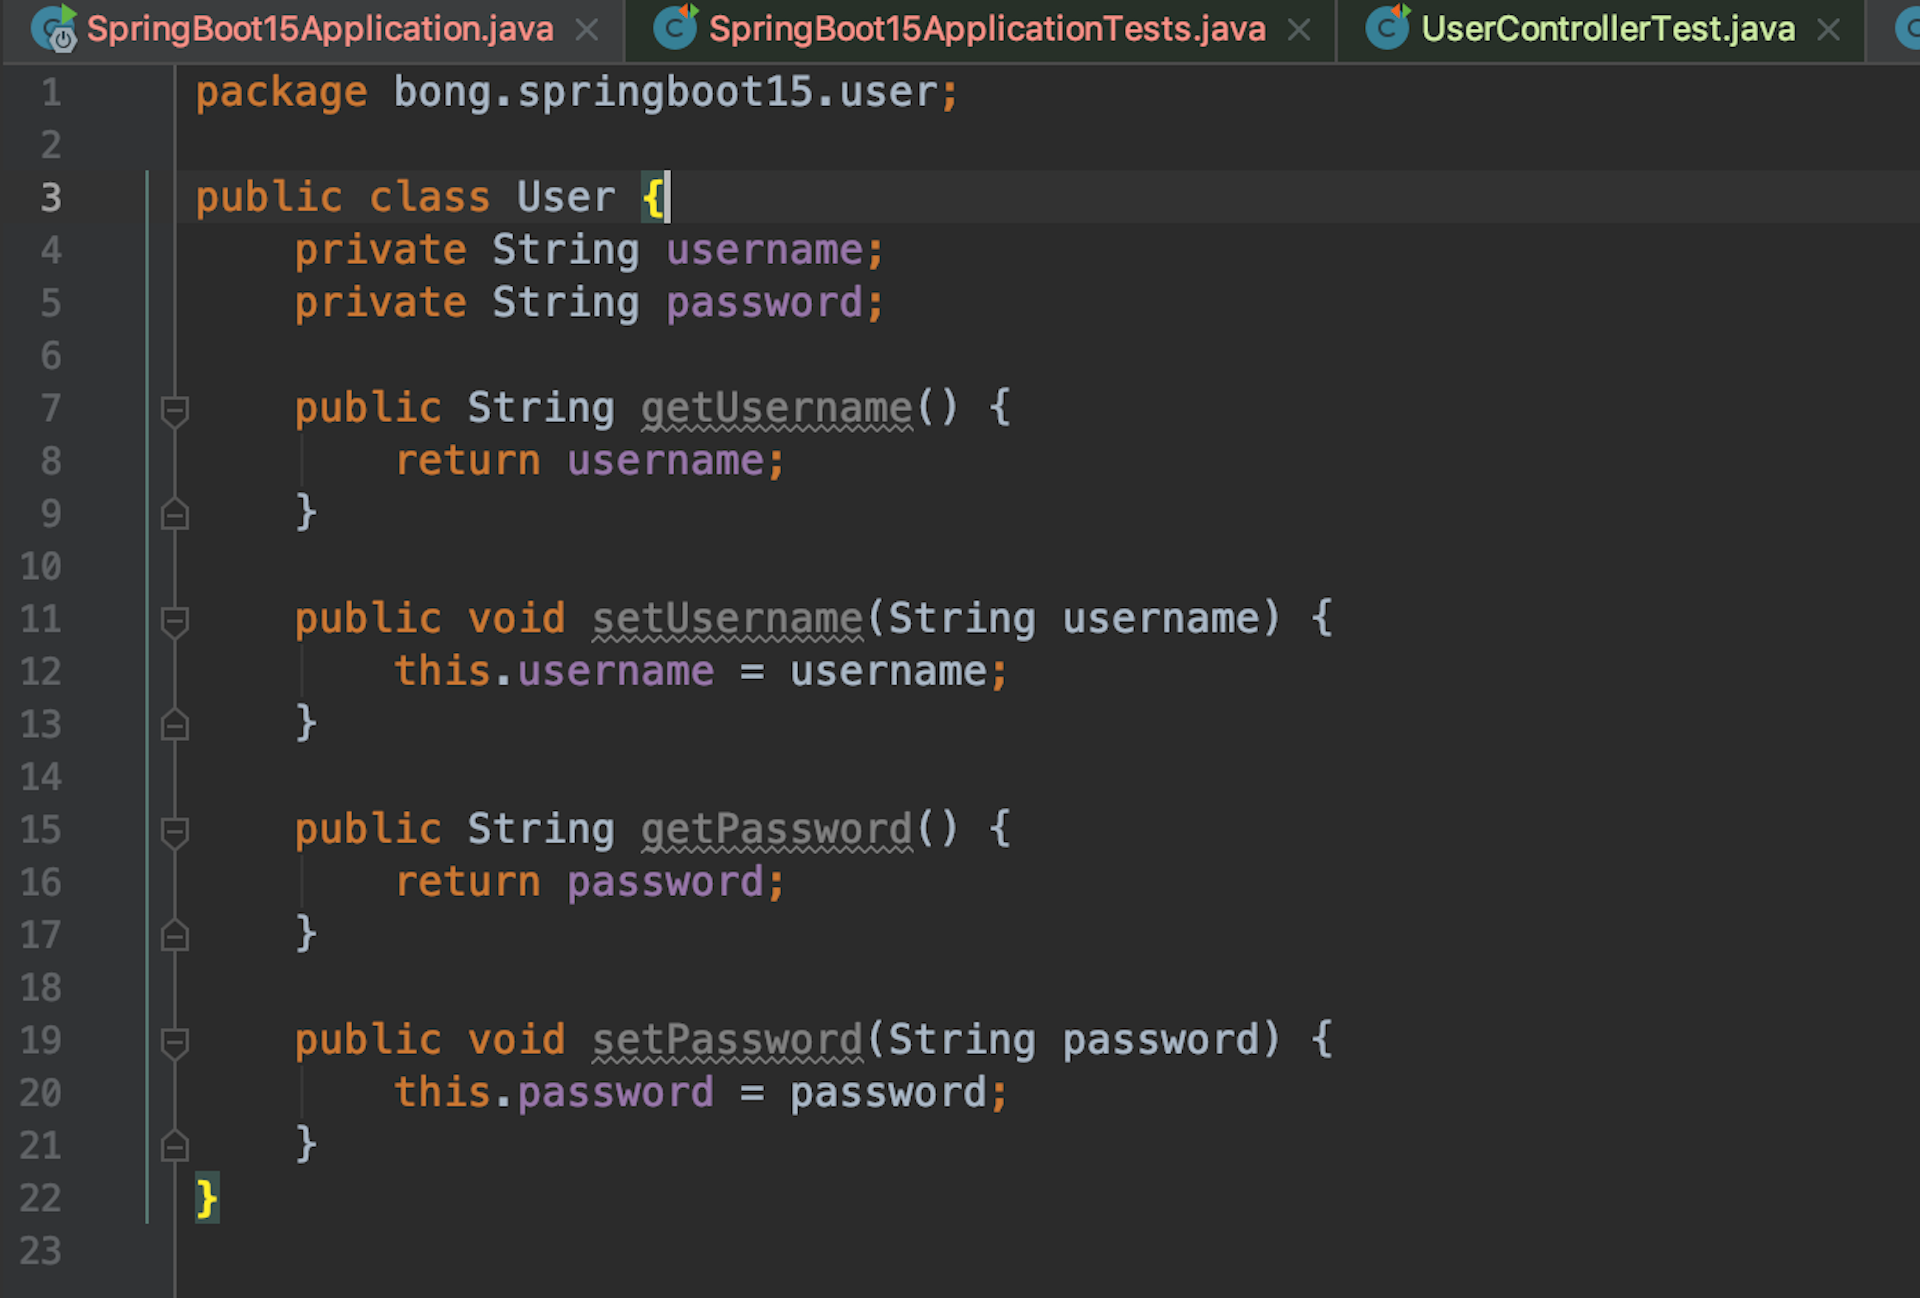 SpringBoot15Application.java SpringBoot15ApplicationTests.java UserControllerTest.java
1 package bong.springboot15.user;
2
3 public class User {
4     private String username;
5     private String password;
6
7     public String getUsername() {
8         return username;
9     }
10
11     public void setUsername(String username) {
12         this.username = username;
13     }
14
15     public String getPassword() {
16         return password;
17     }
18
19     public void setPassword(String password) {
20         this.password = password;
21     }
22 }
23